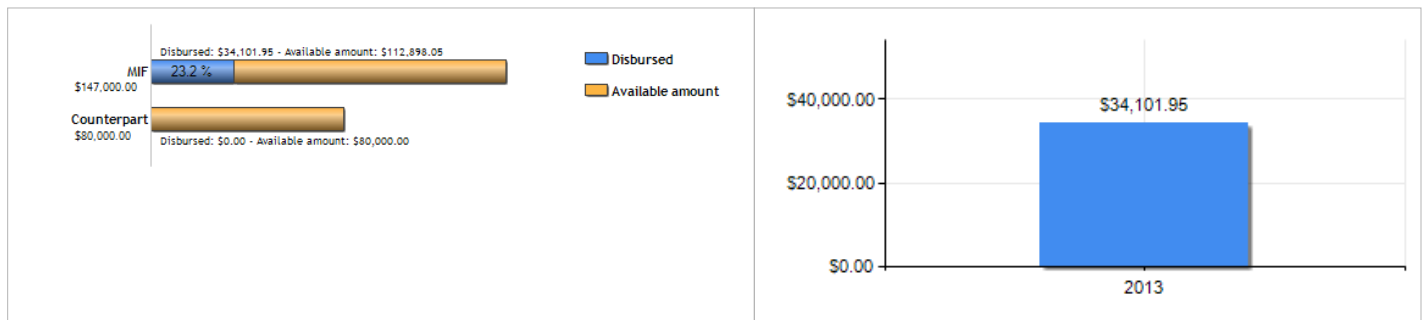 Disbursed: $34,101.95 - Available amount: $112,898.05
MIF
23.2 %
$147,000.00
Counterpart
$80,000.00
Disbursed: $0.00 - Available amount: $80,000.00
Disbursed
Available amount
$40,000.00
$34,101.95
$20,000.00
$0.00
2013